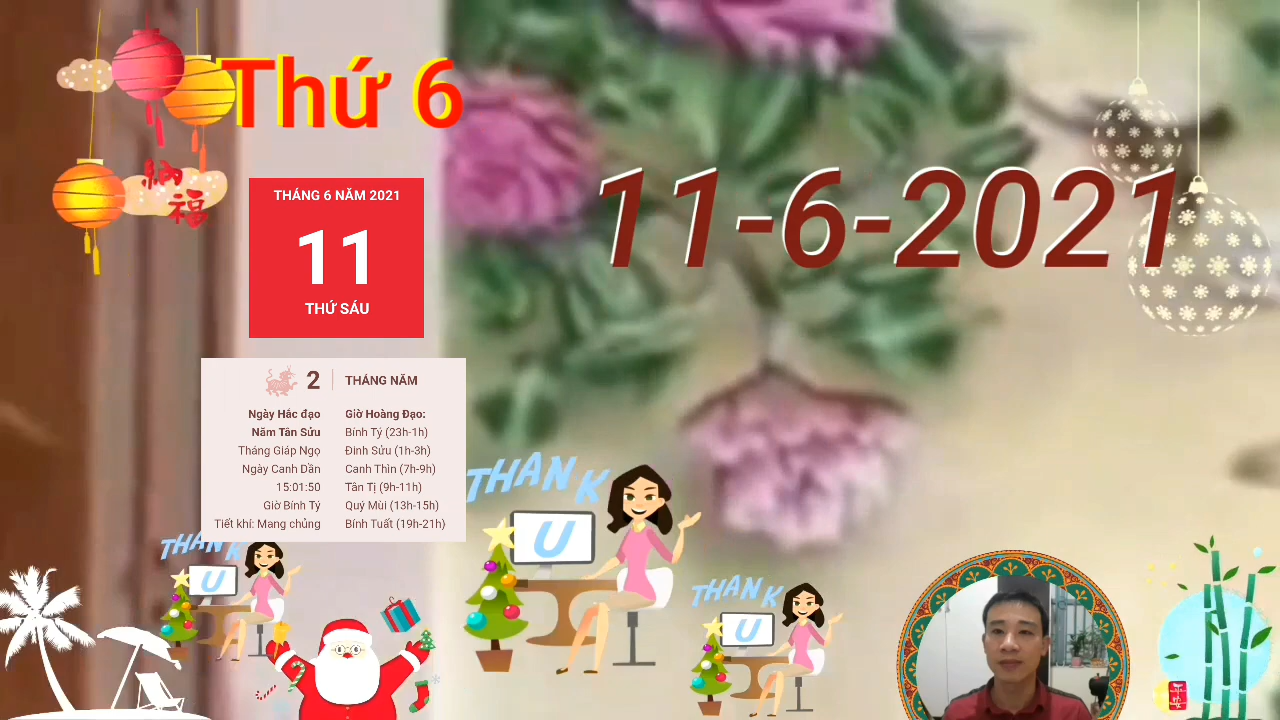 Thứ 6
納
福
THÁNG 6 NĂM 2021
11
THỨ SÁU
11-6-2021
2
THÁNG NĂM
Ngày Hắc đạo
Năm Tân Sửu
Tháng Giáp Ngọ
Ngày Canh Dần
15:01:50
Giờ Bính Tý
Tiết khí: Mang chủng
Giờ Hoàng Đạo:
Bính Tý (23h-1h)
Đinh Sửu (1h-3h)
Canh Thìn (7h-9h)
Tân Tị (9h-11h)
Quý Mùi (13h-15h)
Bính Tuất (19h-21h)
THANK
U
THANK
U
THANK
U